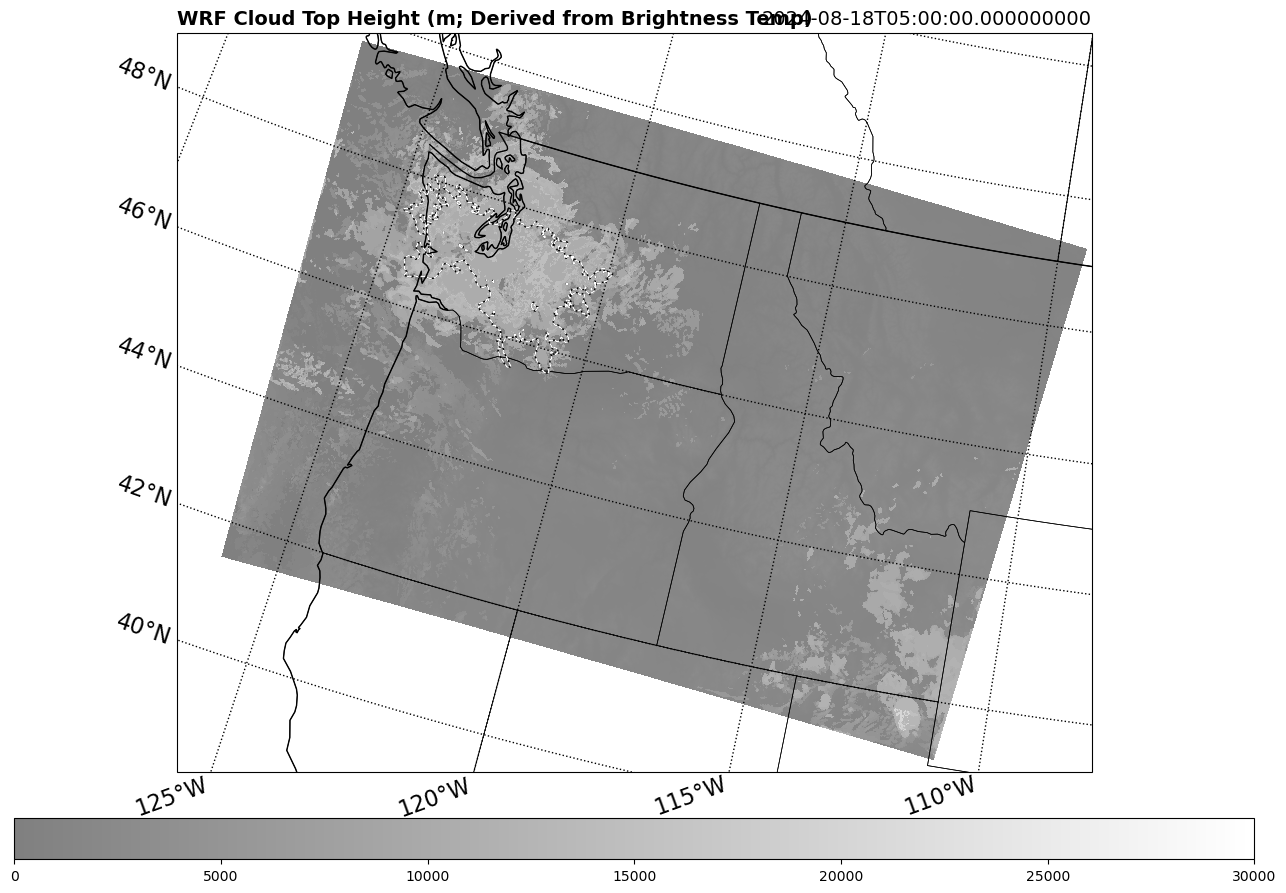 WRF Cloud Top Height (m; Derived from Brightness Temp)
2024-08-18T05:00:00.000000000
48°N
46°N
44°N
42°N
40°N
125°W 120°W 115°W 110°W
0 5000 10000 15000 20000 25000 30000